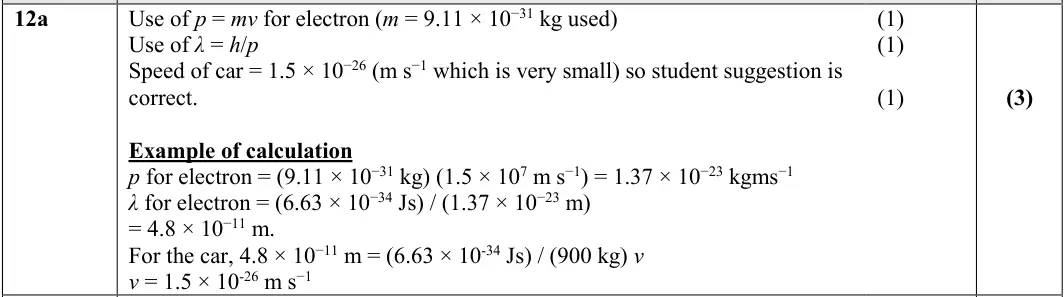 12a
Use of p = mv for electron (m = 9.11 × 10⁻³¹ kg used) (1)
Use of λ = h/p (1)
Speed of car = 1.5 × 10⁻²⁶ (m s⁻¹ which is very small) so student suggestion is
correct. (1) (3)
Example of calculation
p for electron = (9.11 × 10⁻³¹ kg) (1.5 × 10⁷ m s⁻¹) = 1.37 × 10⁻²³ kgms⁻¹
λ for electron = (6.63 × 10⁻³⁴ Js) / (1.37 × 10⁻²³ m)
= 4.8 × 10⁻¹¹ m.
For the car, 4.8 × 10⁻¹¹ m = (6.63 × 10⁻³⁴ Js) / (900 kg) v
v = 1.5 × 10⁻²⁶ m s⁻¹